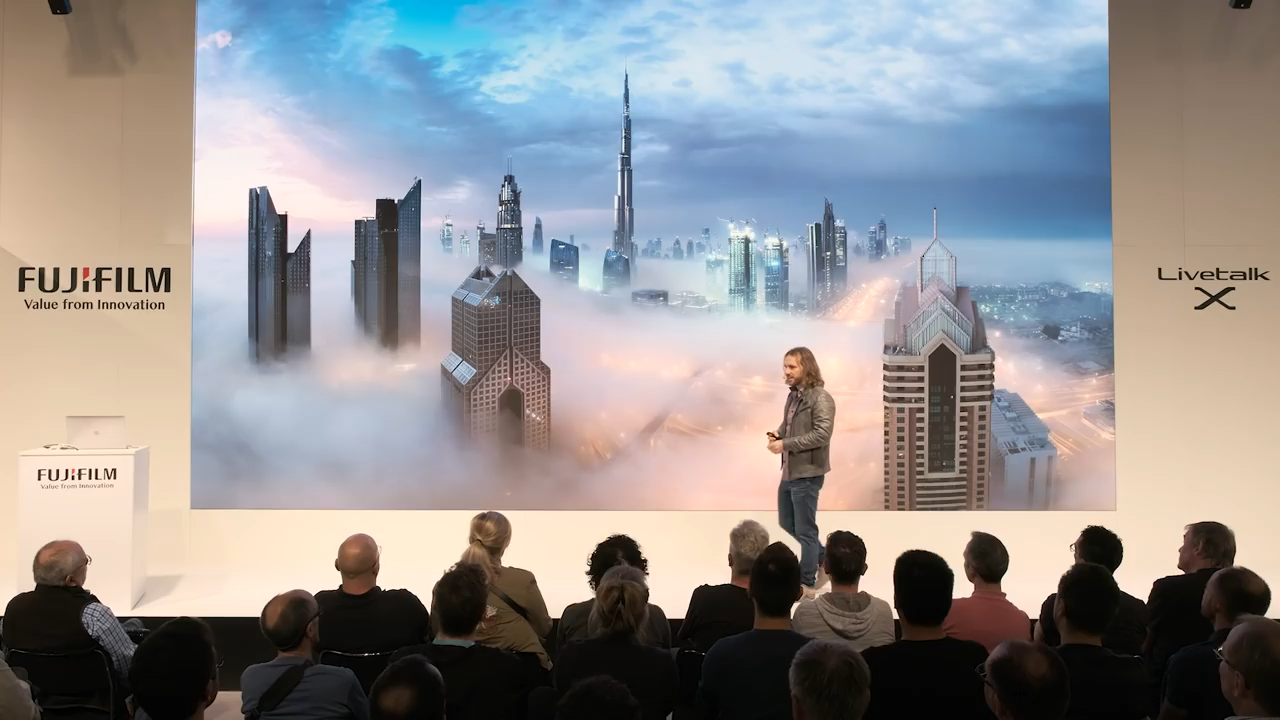 FUJIFILM
Value from Innovation
Livetalk
X
FUJIFILM
Value from Innovation